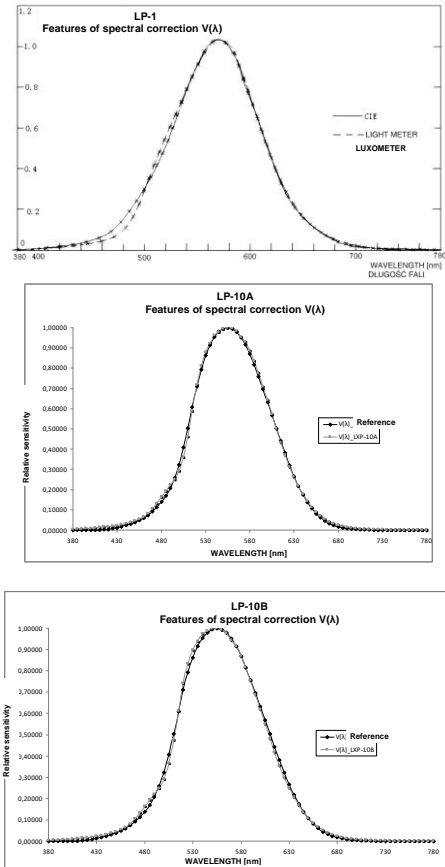 LP-1
Features of spectral correction V(λ)
1.2
1.0
0.8
0.6
0.4
0.2
0
CIE
LIGHT METER
LUXOMETER
380 400 500 600 700 780
WAVELENGTH [nm]
DŁUGOŚĆ FALI
LP-10A
Features of spectral correction V(λ)
Relative sensitivity
1,00000
0,90000
0,80000
0,70000
0,60000
0,50000
0,40000
0,30000
0,20000
0,10000
0,00000
V(λ)_ Reference
V(λ)_LXP-10A
380 430 480 530 580 630 680 730 780
WAVELENGTH [nm]
LP-10B
Features of spectral correction V(λ)
Relative sensitivity
1,00000
0,90000
0,80000
0,70000
0,60000
0,50000
0,40000
0,30000
0,20000
0,10000
0,00000
V(λ) Reference
V(λ)_LXP-10B
380 430 480 530 580 630 680 730 780
WAVELENGTH [nm]